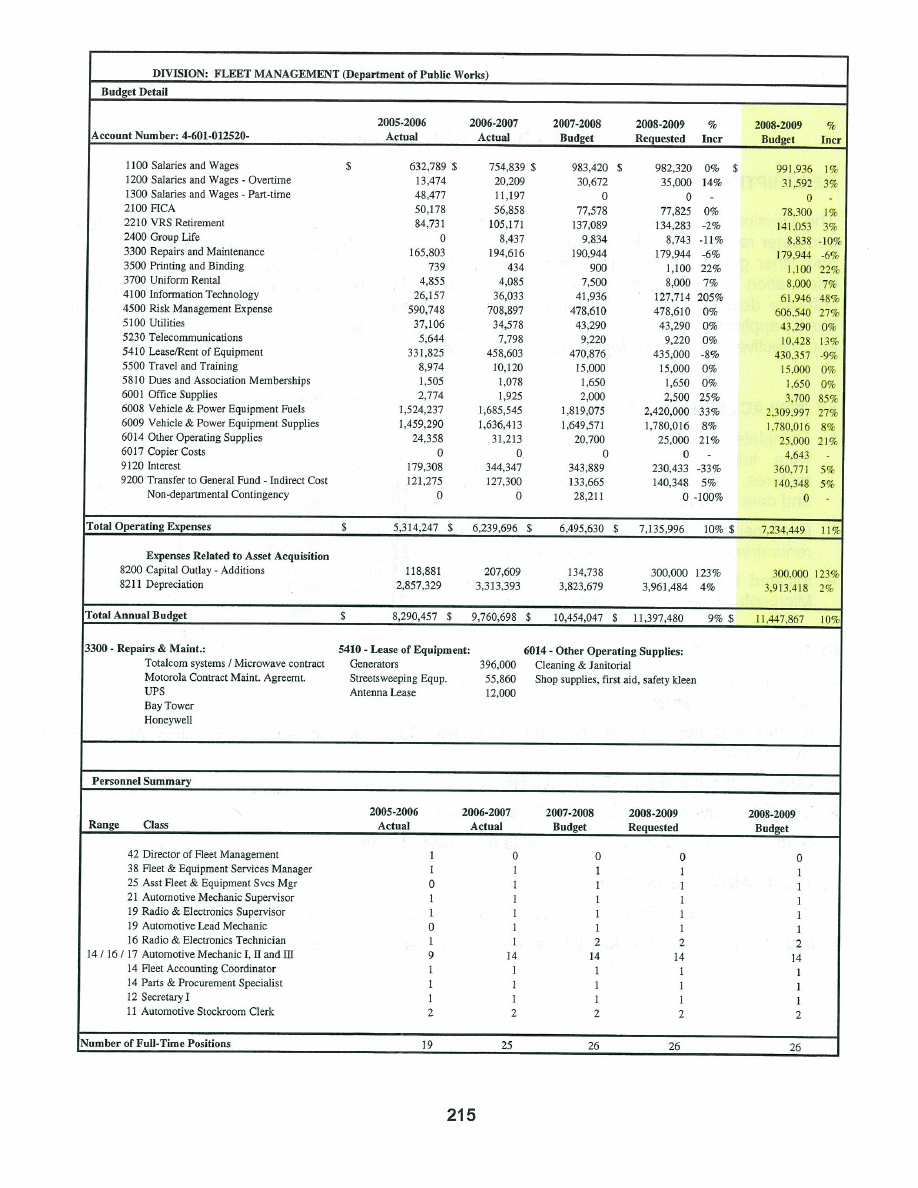 DIVISION: FLEET MANAGEMENT (Department of Public Works)
Budget Detail
Account Number: 4-601-012520- 2005-2006 Actual 2006-2007 Actual 2007-2008 Budget 2008-2009 Requested % Incr 2008-2009 Budget % Incr
1100 Salaries and Wages $ 632,789 $ 754,839 $ 983,420 $ 982,320 0% $ 991,936 1%
1200 Salaries and Wages - Overtime 13,474 20,209 30,672 35,000 14% 31,592 3%
1300 Salaries and Wages - Part-time 48,477 11,197 0 0 - 0 -
2100 FICA 50,178 56,858 77,578 77,825 0% 78,300 1%
2210 VRS Retirement 84,731 105,171 137,089 134,283 -2% 141,053 3%
2400 Group Life 0 8,437 9,834 8,743 -11% 8,838 -10%
3300 Repairs and Maintenance 165,803 194,616 190,944 179,944 -6% 179,944 -6%
3500 Printing and Binding 739 434 900 1,100 22% 1,100 22%
3700 Uniform Rental 4,855 4,085 7,500 8,000 7% 8,000 7%
4100 Information Technology 26,157 36,033 41,936 127,714 205% 61,946 48%
4500 Risk Management Expense 590,748 708,897 478,610 478,610 0% 606,540 27%
5100 Utilities 37,106 34,578 43,290 43,290 0% 43,290 0%
5230 Telecommunications 5,644 7,798 9,220 9,220 0% 10,428 13%
5410 Lease/Rent of Equipment 331,825 458,603 470,876 435,000 -8% 430,357 -9%
5500 Travel and Training 8,974 10,120 15,000 15,000 0% 15,000 0%
5810 Dues and Association Memberships 1,505 1,078 1,650 1,650 0% 1,650 0%
6001 Office Supplies 2,774 1,925 2,000 2,500 25% 3,700 85%
6008 Vehicle & Power Equipment Fuels 1,524,237 1,685,545 1,819,075 2,420,000 33% 2,309,997 27%
6009 Vehicle & Power Equipment Supplies 1,459,290 1,636,413 1,649,571 1,780,016 8% 1,780,016 8%
6014 Other Operating Supplies 24,358 31,213 20,700 25,000 21% 25,000 21%
6017 Copier Costs 0 0 0 0 - 4,643 -
9120 Interest 179,308 344,347 343,889 230,433 -33% 360,771 5%
9200 Transfer to General Fund - Indirect Cost 121,275 127,300 133,665 140,348 5% 140,348 5%
Non-departmental Contingency 0 0 28,211 0 -100% 0 -
Total Operating Expenses $ 5,314,247 $ 6,239,696 $ 6,495,630 $ 7,135,996 10% $ 7,234,449 11%
Expenses Related to Asset Acquisition
8200 Capital Outlay - Additions 118,881 207,609 134,738 300,000 123% 300,000 123%
8211 Depreciation 2,857,329 3,313,393 3,823,679 3,961,484 4% 3,913,418 2%
Total Annual Budget $ 8,290,457 $ 9,760,698 $ 10,454,047 $ 11,397,480 9% $ 11,447,867 10%
3300 - Repairs & Maint.: 5410 - Lease of Equipment: 6014 - Other Operating Supplies:
Totalcom systems / Microwave contract Generators 396,000 Cleaning & Janitorial
Motorola Contract Maint. Agreemt. Streetsweeping Equp. 55,860 Shop supplies, first aid, safety kleen
UPS Antenna Lease 12,000
Bay Tower
Honeywell
Personnel Summary
Range Class 2005-2006 Actual 2006-2007 Actual 2007-2008 Budget 2008-2009 Requested 2008-2009 Budget
42 Director of Fleet Management 1 0 0 0 0
38 Fleet & Equipment Services Manager 1 1 1 1 1
25 Asst Fleet & Equipment Svcs Mgr 0 1 1 1 1
21 Automotive Mechanic Supervisor 1 1 1 1 1
19 Radio & Electronics Supervisor 1 1 1 1 1
19 Automotive Lead Mechanic 0 1 1 1 1
16 Radio & Electronics Technician 1 1 2 2 2
14 / 16 / 17 Automotive Mechanic I, II and III 9 14 14 14 14
14 Fleet Accounting Coordinator 1 1 1 1 1
14 Parts & Procurement Specialist 1 1 1 1 1
12 Secretary I 1 1 1 1 1
11 Automotive Stockroom Clerk 2 2 2 2 2
Number of Full-Time Positions 19 25 26 26 26
215